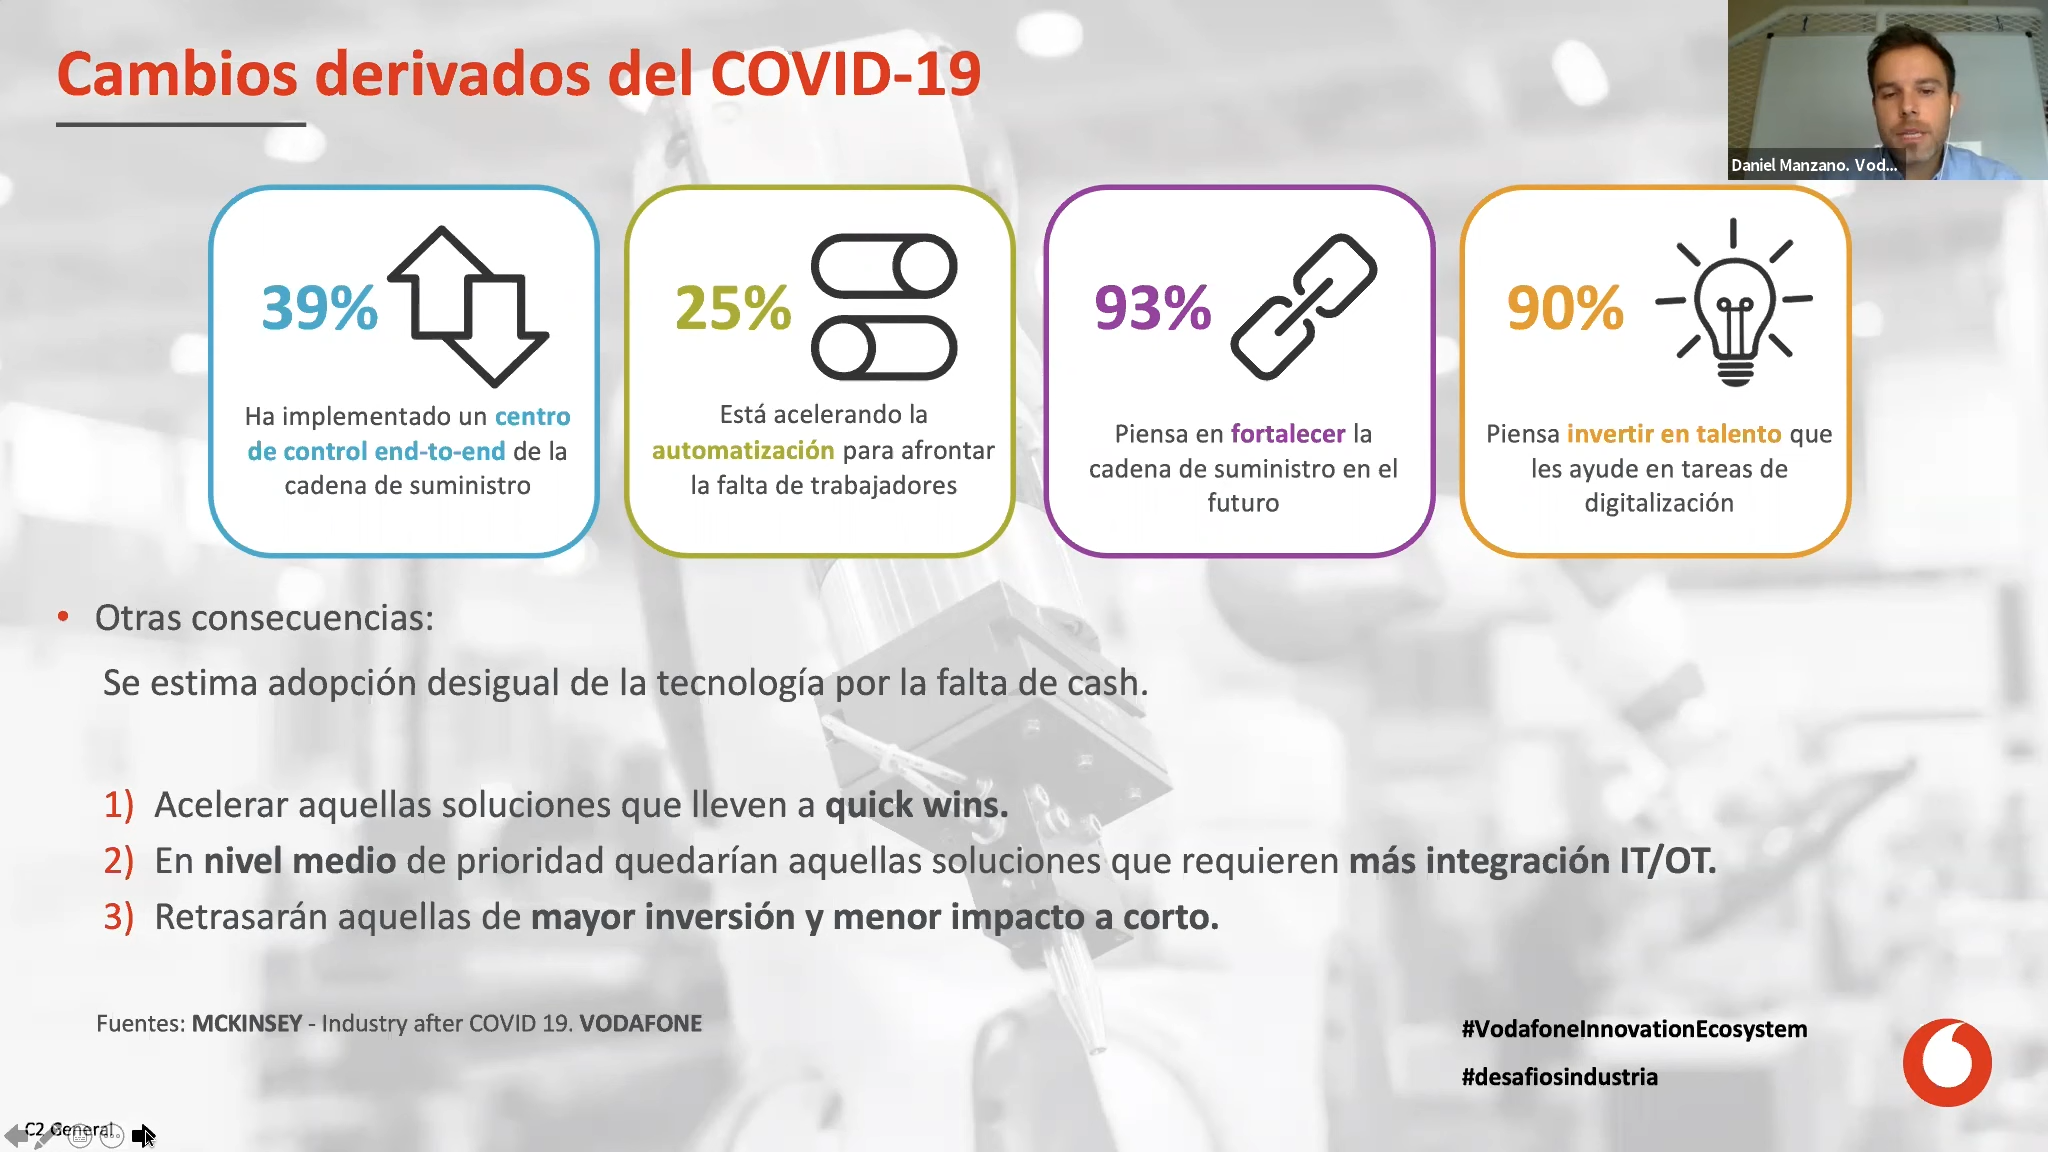 Cambios derivados del COVID-19
Daniel Manzano. Vod...
39%
Ha implementado un centro
de control end-to-end de la
cadena de suministro
25%
Está acelerando la
automatización para afrontar
la falta de trabajadores
93%
Piensa en fortalecer la
cadena de suministro en el
futuro
90%
Piensa invertir en talento que
les ayude en tareas de
digitalización
• Otras consecuencias:
Se estima adopción desigual de la tecnología por la falta de cash.
1) Acelerar aquellas soluciones que lleven a quick wins.
2) En nivel medio de prioridad quedarían aquellas soluciones que requieren más integración IT/OT.
3) Retrasarán aquellas de mayor inversión y menor impacto a corto.
Fuentes: MCKINSEY - Industry after COVID 19. VODAFONE
#VodafoneInnovationEcosystem
#desafiosindustria
C2 General